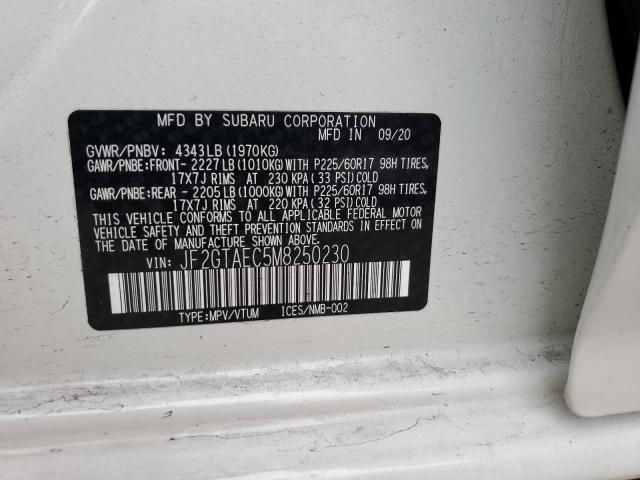 MFD BY SUBARU CORPORATION
MFD IN 09/20
GVWR/PNBV: 4343LB (1970KG)
GAWR/PNBE:FRONT- 2227LB(1010KG)WITH P225/60R17 98H TIRES,
17X7J RIMS AT 230 KPA(33 PSI)COLD
GAWR/PNBE:REAR - 2205LB(1000KG)WITH P225/60R17 98H TIRES,
17X7J RIMS AT 220 KPA(32 PSI)COLD
THIS VEHICLE CONFORMS TO ALL APPLICABLE FEDERAL MOTOR
VEHICLE SAFETY AND THEFT PREVENTION STANDARDS IN EFFECT ON
THE DATE OF MANUFACTURE SHOWN ABOVE.
VIN: JF2GTAEC5M8250230
TYPE:MPV/VTUM ICES/NMB-002